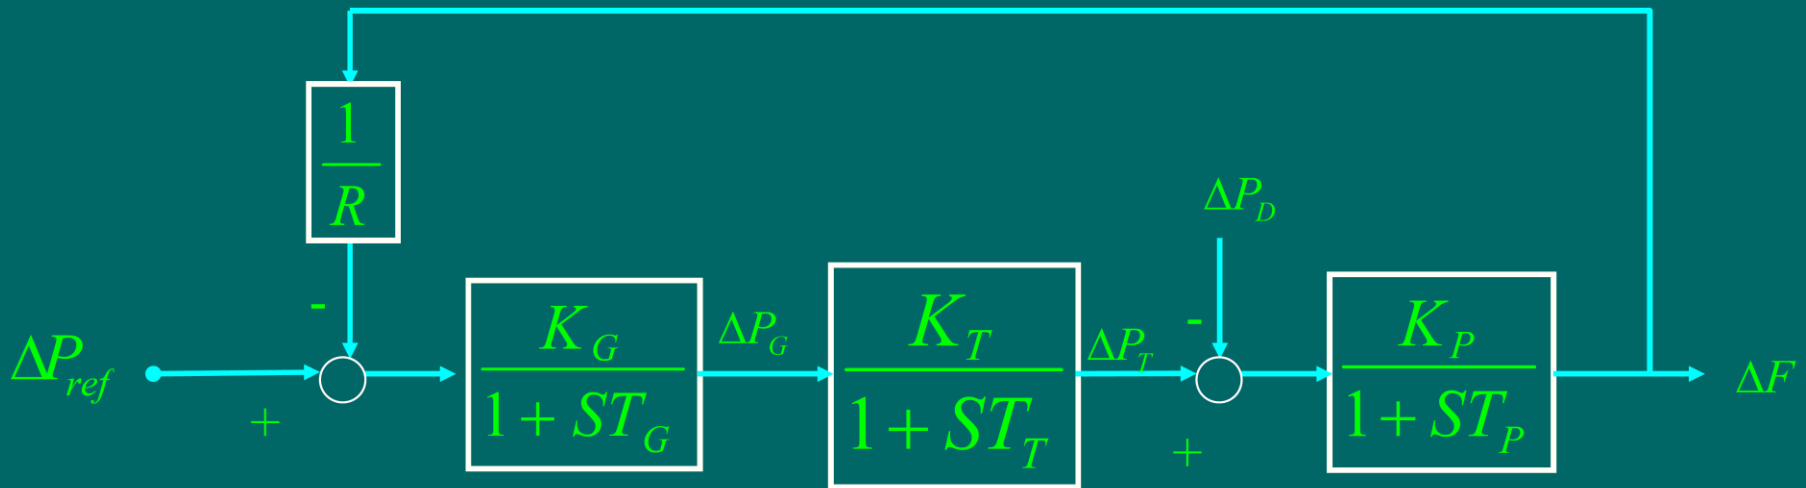 1
R
ΔP_D
-
-
ΔP_ref
+
K_G
1 + ST_G
ΔP_G
K_T
1 + ST_T
ΔP_T
+
K_P
1 + ST_P
ΔF